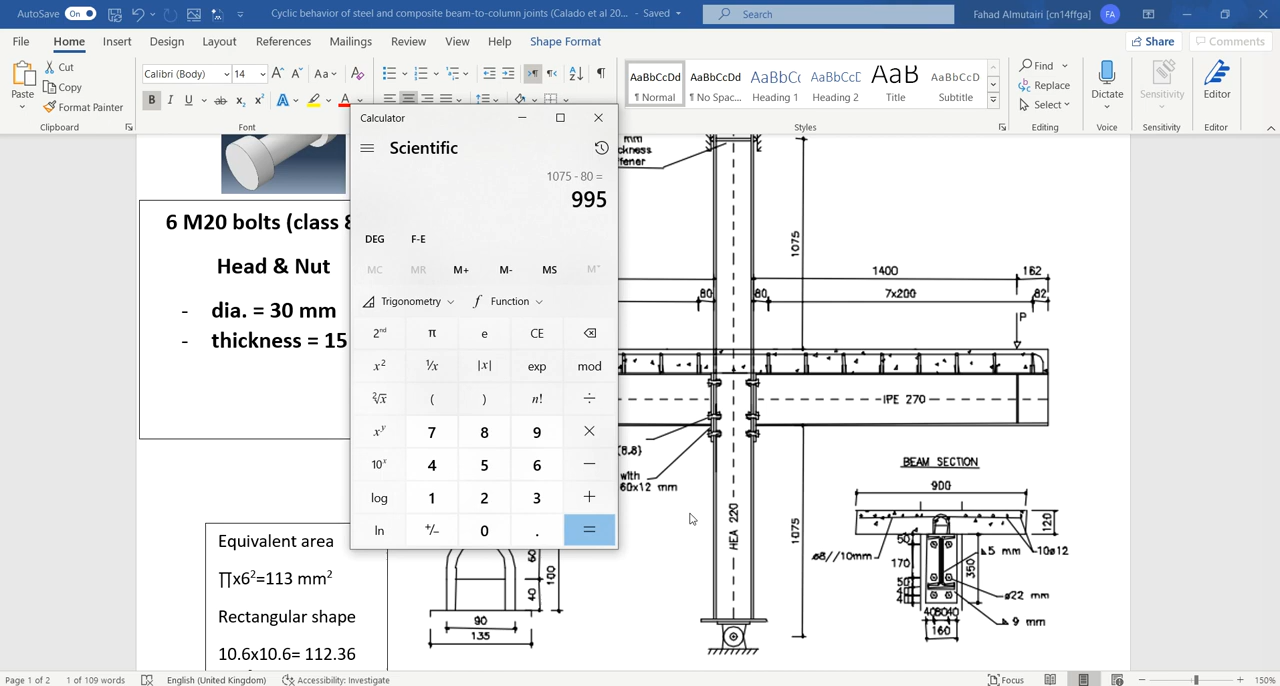 AutoSave On
Cyclic behavior of steel and composite beam-to-column joints (Calado et al 20... - Saved
Search
Fahad Almutairi [cn14ffga] FA
File Home Insert Draw Design Layout References Mailings Review View Help Shape Format
Share Comments
Paste
Cut
Copy
Format Painter
Clipboard
Calibri (Body) 14
Font
AaBbCcDd AaBbCcDd AaBbCc AaBbCcD AaB AaBbCcD
¶ Normal ¶ No Spac... Heading 1 Heading 2 Title Subtitle
Styles
Find
Replace
Select
Editing
Dictate
Voice
Sensitivity
Sensitivity
Editor
Editor
Calculator
Scientific
1075 - 80 =
995
DEG F-E
MC MR M+ M- MS M˅
Trigonometry Function
2nd π e CE
x² ¹/x |x| exp mod
²√x ( ) n! ÷
xʸ 7 8 9 ×
10ˣ 4 5 6 −
log 1 2 3 +
ln +/− 0 . =
6 M20 bolts (class 8
Head & Nut
- dia. = 30 mm
- thickness = 15
Equivalent area
∏x6²=113 mm²
Rectangular shape
10.6x10.6= 112.36
mm
ckness
fener
1075
1400 162
80 80 7x200 82
P
IPE 270
(8.8)
with
60x12 mm
HEA 220
1075
BEAM SECTION
900
120
ø8//10mm
10ø12
50
170
50
40
40
5 mm
350
ø22 mm
9 mm
40 80 40
160
60
40
100
90
135
Page 1 of 2 1 of 109 words English (United Kingdom) Accessibility: Investigate
Focus 150%